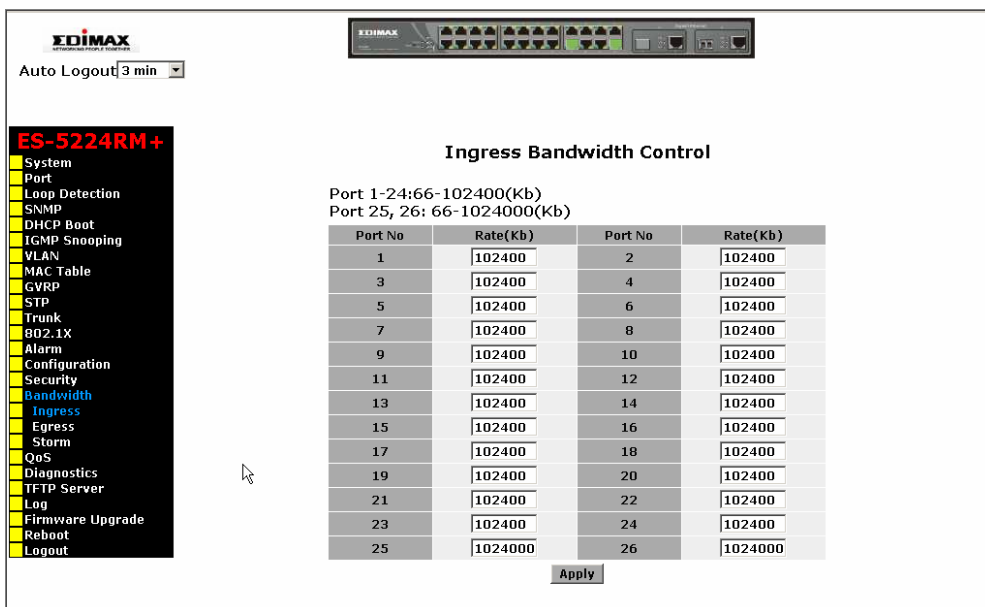 EDIMAX
NETWORKING PEOPLE TOGETHER
EDIMAX
Auto Logout 3 min
ES-5224RM+
System
Port
Loop Detection
SNMP
DHCP Boot
IGMP Snooping
VLAN
MAC Table
GVRP
STP
Trunk
802.1X
Alarm
Configuration
Security
Bandwidth
Ingress
Egress
Storm
QoS
Diagnostics
TFTP Server
Log
Firmware Upgrade
Reboot
Logout
Ingress Bandwidth Control
Port 1-24:66-102400(Kb)
Port 25, 26: 66-1024000(Kb)
Port No Rate(Kb) Port No Rate(Kb)
1 102400 2 102400
3 102400 4 102400
5 102400 6 102400
7 102400 8 102400
9 102400 10 102400
11 102400 12 102400
13 102400 14 102400
15 102400 16 102400
17 102400 18 102400
19 102400 20 102400
21 102400 22 102400
23 102400 24 102400
25 1024000 26 1024000
Apply